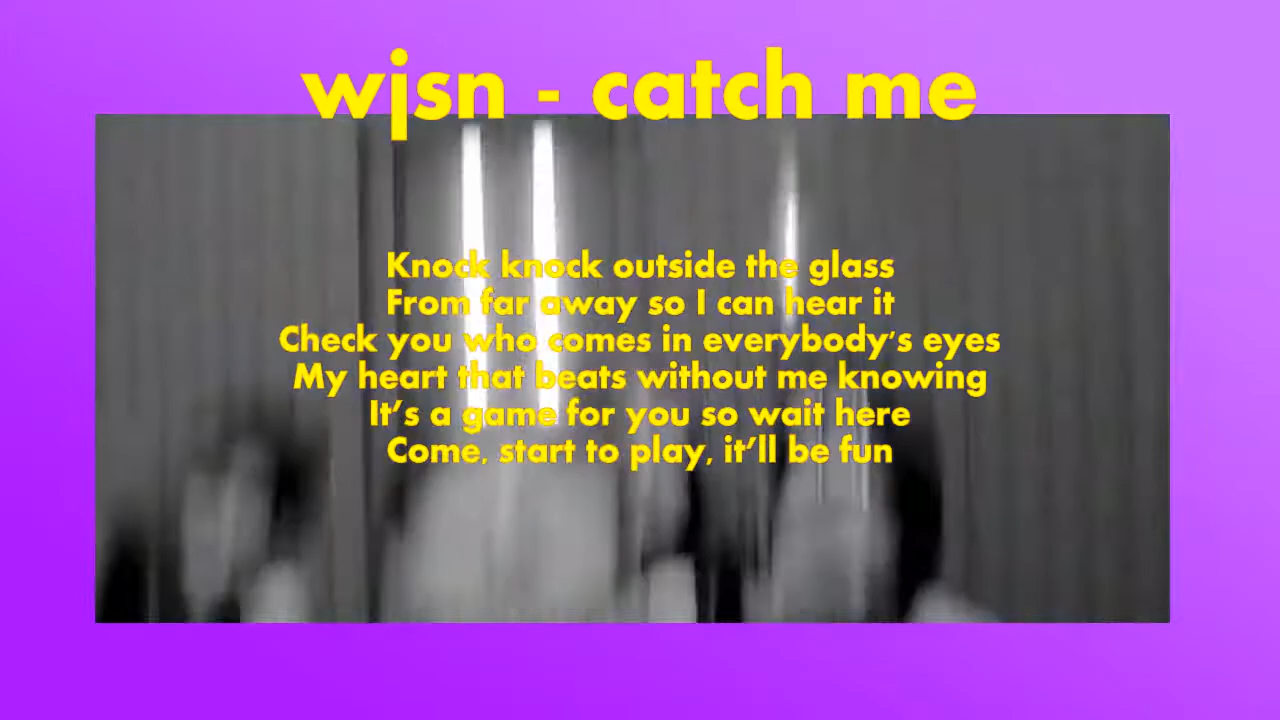 wjsn - catch me
Knock knock outside the glass
From far away so I can hear it
Check you who comes in everybody's eyes
My heart that beats without me knowing
It's a game for you so wait here
Come, start to play, it'll be fun